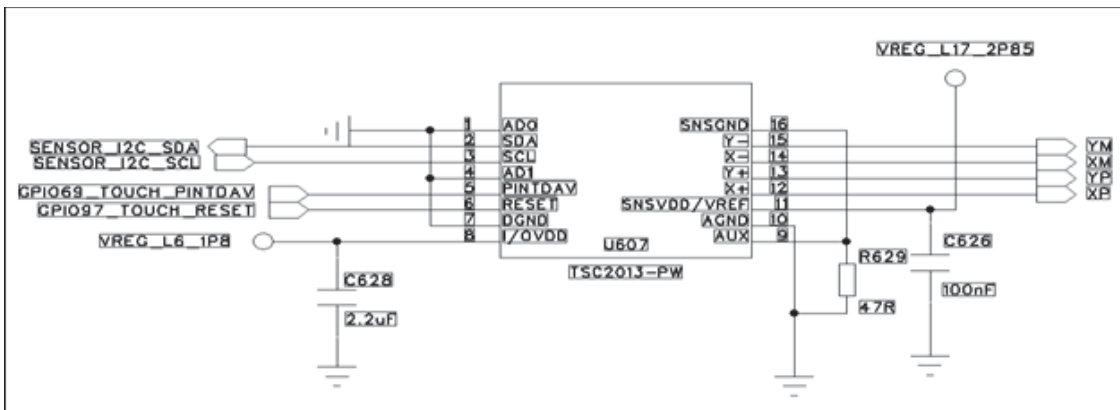 VREG_L17_2P85
1 AD0 SNSGND 16
SENSOR_I2C_SDA 2 SDA Y- 15 YM
SENSOR_I2C_SCL 3 SCL X- 14 XM
4 AD1 Y+ 13 YP
GPIO69_TOUCH_PINTDAV 5 PINTDAV X+ 12 XP
GPIO97_TOUCH_RESET 6 RESET SNSVDD/VREF 11
7 DGND AGND 10
VREG_L6_1P8 8 I/OVDD AUX 9
U607
TSC2013-PW
C628
2.2uF
R629
47R
C626
100nF